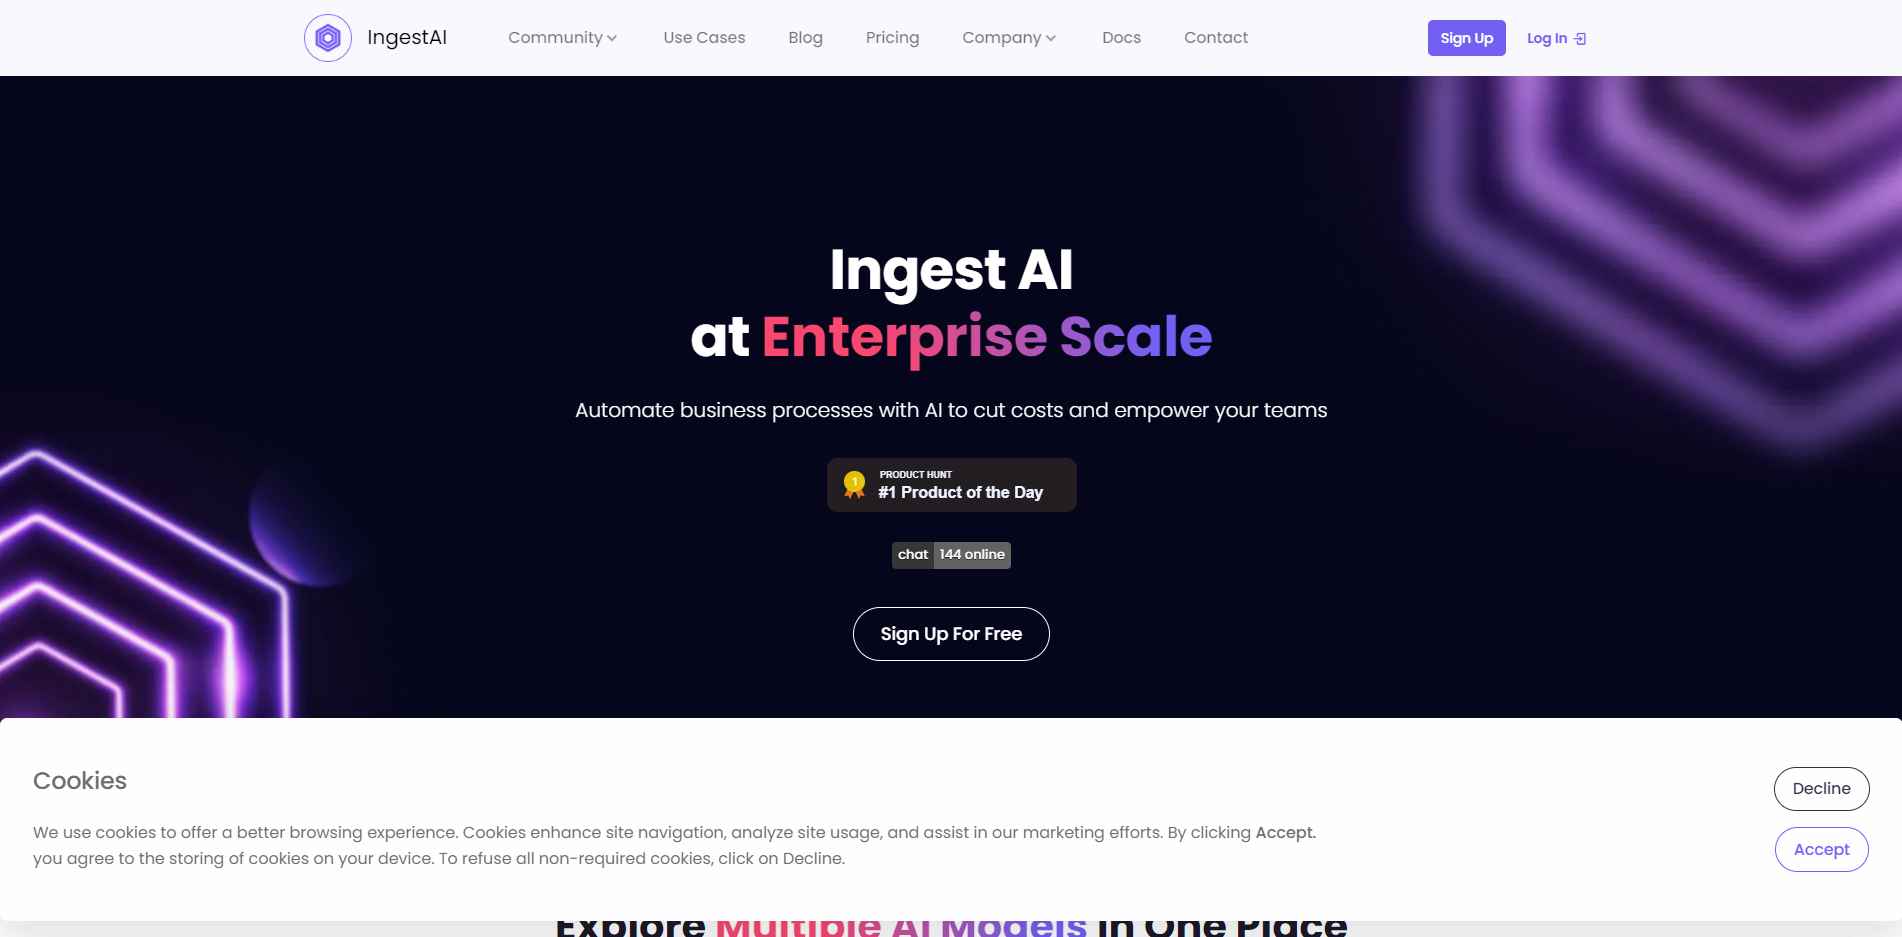 IngestAI
Community
Use Cases
Blog
Pricing
Company
Docs
Contact
Sign Up
Log In
Ingest AI
at Enterprise Scale
Automate business processes with AI to cut costs and empower your teams
1
PRODUCT HUNT
#1 Product of the Day
chat 144 online
Sign Up For Free
Cookies
We use cookies to offer a better browsing experience. Cookies enhance site navigation, analyze site usage, and assist in our marketing efforts. By clicking Accept.
you agree to the storing of cookies on your device. To refuse all non-required cookies, click on Decline.
Decline
Accept
Explore Multiple AI Models in One Place